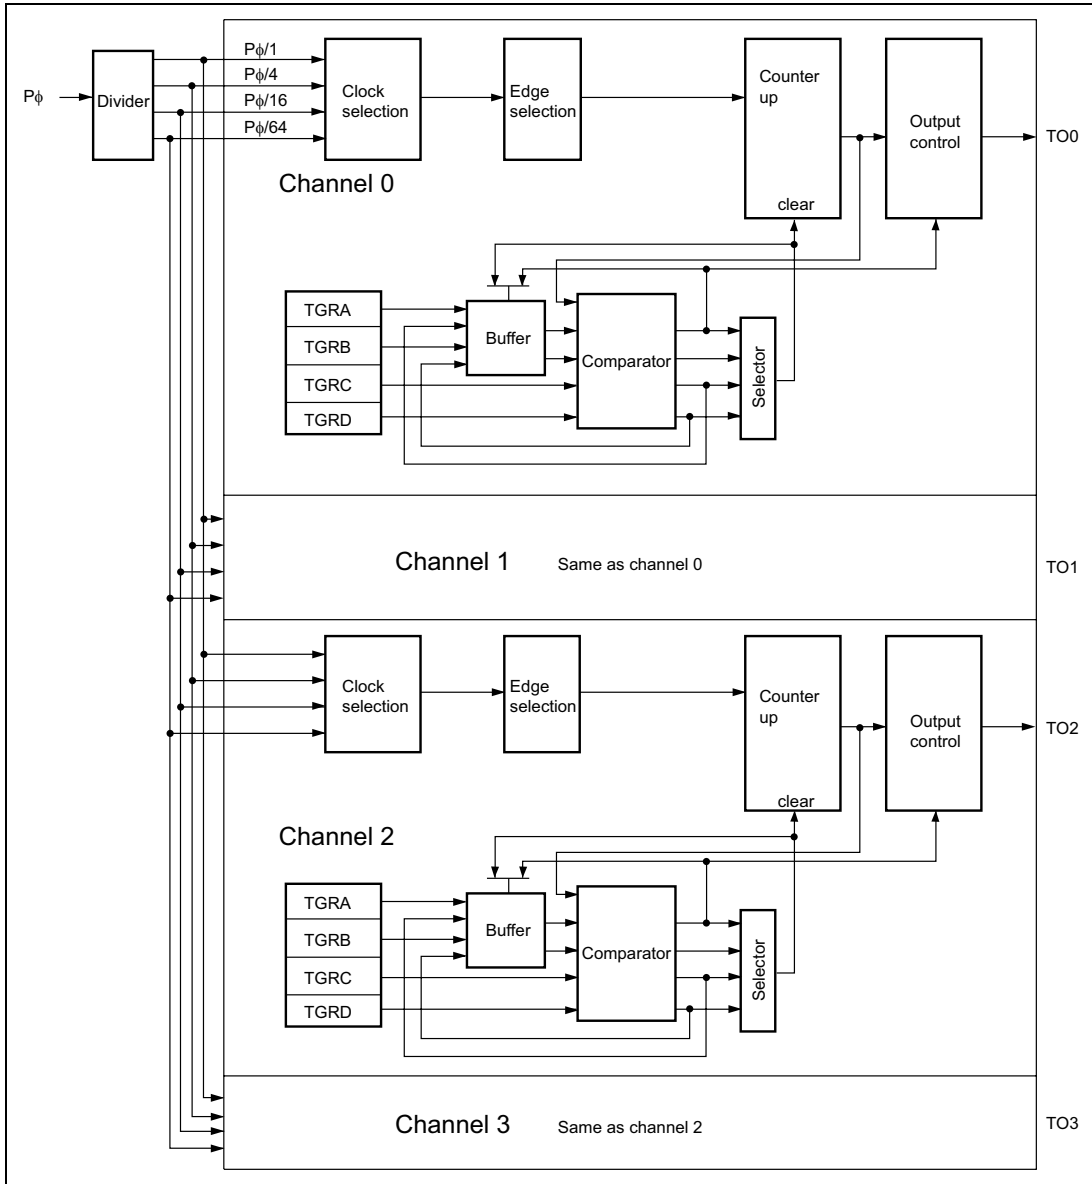 Pϕ
Divider
Pϕ/1
Pϕ/4
Pϕ/16
Pϕ/64
Clock
selection
Edge
selection
Counter
up
clear
Output
control
TO0
Channel 0
TGRA
TGRB
TGRC
TGRD
Buffer
Comparator
Selector
Channel 1
Same as channel 0
TO1
Clock
selection
Edge
selection
Counter
up
clear
Output
control
TO2
Channel 2
TGRA
TGRB
TGRC
TGRD
Buffer
Comparator
Selector
Channel 3
Same as channel 2
TO3